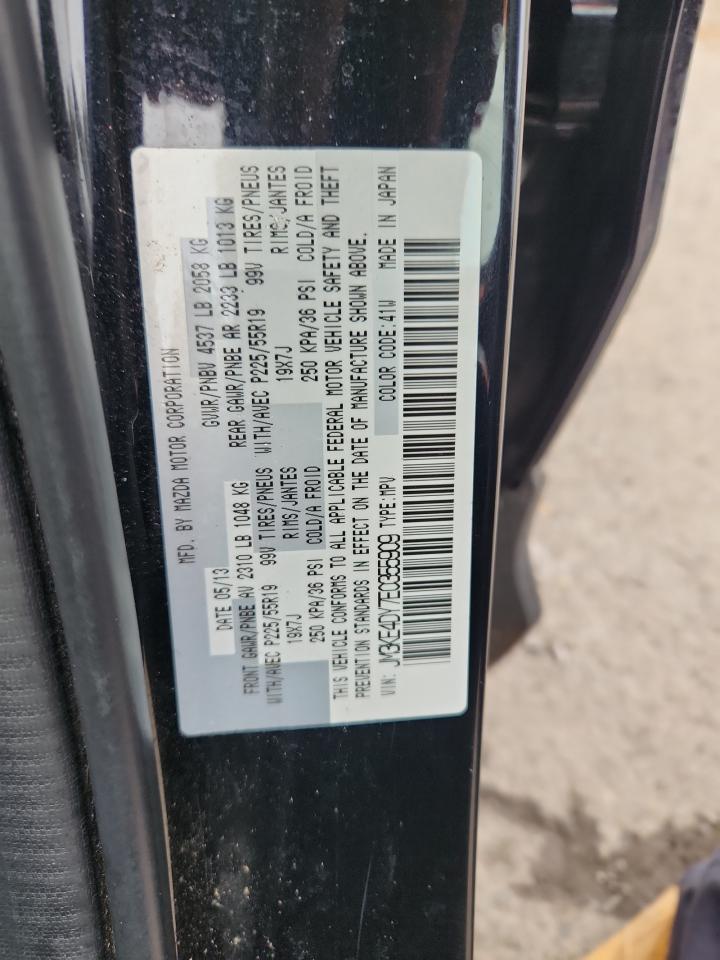 MFD. BY MAZDA MOTOR CORPORATION
DATE 05/13 GVWR/PNBV 4537 LB 2058 KG
FRONT GAWR/PNBE AV 2310 LB 1048 KG REAR GAWR/PNBE AR 2233 LB 1013 KG
WITH/AVEC P225/55R19 99V TIRES/PNEUS WITH/AVEC P225/55R19 99V TIRES/PNEUS
19X7J RIMS/JANTES 19X7J RIMS/JANTES
250 KPA/36 PSI COLD/A FROID 250 KPA/36 PSI COLD/A FROID
THIS VEHICLE CONFORMS TO ALL APPLICABLE FEDERAL MOTOR VEHICLE SAFETY AND THEFT
PREVENTION STANDARDS IN EFFECT ON THE DATE OF MANUFACTURE SHOWN ABOVE.
VIN: JM3KE4DY7E0355909 TYPE:MPV COLOR CODE:41W MADE IN JAPAN